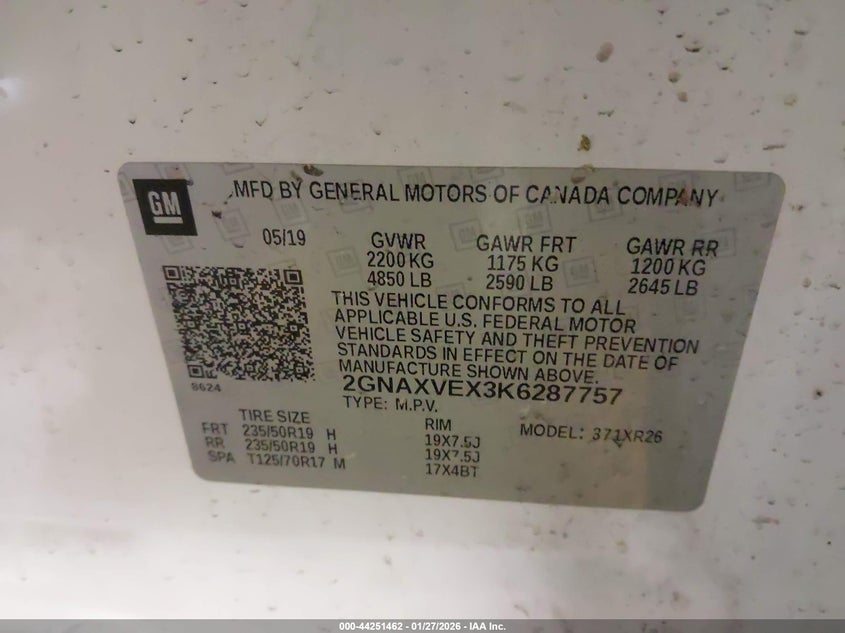 GM
MFD BY GENERAL MOTORS OF CANADA COMPANY
05/19 GVWR GAWR FRT GAWR RR
2200 KG 1175 KG 1200 KG
4850 LB 2590 LB 2645 LB
THIS VEHICLE CONFORMS TO ALL
APPLICABLE U.S. FEDERAL MOTOR
VEHICLE SAFETY AND THEFT PREVENTION
STANDARDS IN EFFECT ON THE DATE OF
MANUFACTURE SHOWN ABOVE.
8624
2GNAXVEX3K6287757
TYPE: M.P.V.
TIRE SIZE RIM MODEL: 371XR26
FRT 235/50R19 H 19X7.5J
RR 235/50R19 H 19X7.5J
SPA T125/70R17 M 17X4BT
000-44251462 - 01/27/2026 - IAA Inc.